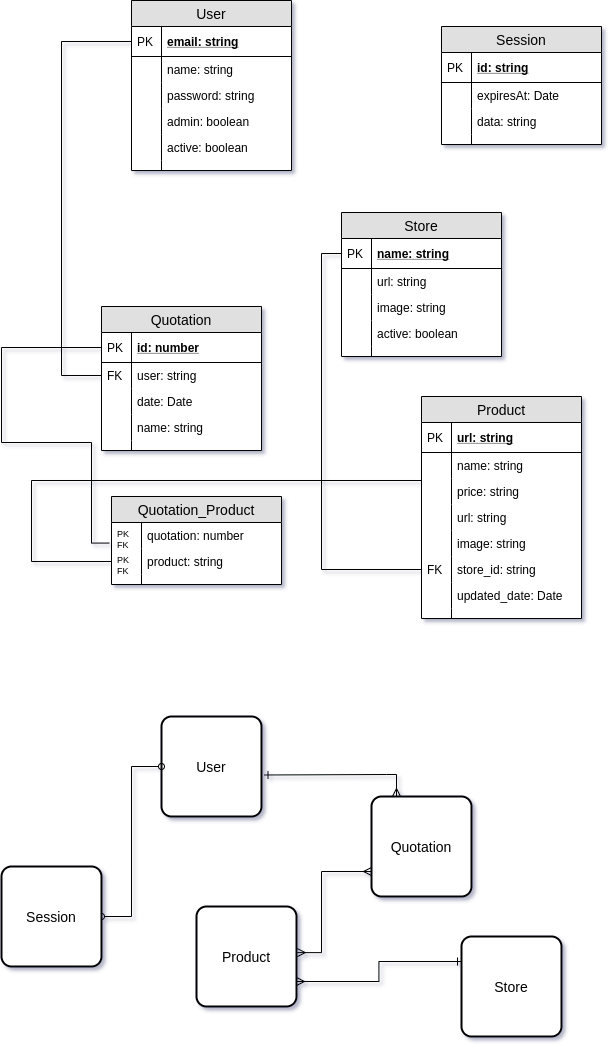 User
PK email: string
name: string
password: string
admin: boolean
active: boolean
Session
PK id: string
expiresAt: Date
data: string
Store
PK name: string
url: string
image: string
active: boolean
Quotation
PK id: number
FK user: string
date: Date
name: string
Product
PK url: string
name: string
price: string
url: string
image: string
FK store_id: string
updated_date: Date
Quotation_Product
PK
FK quotation: number
PK
FK product: string
User
Quotation
Session
Product
Store